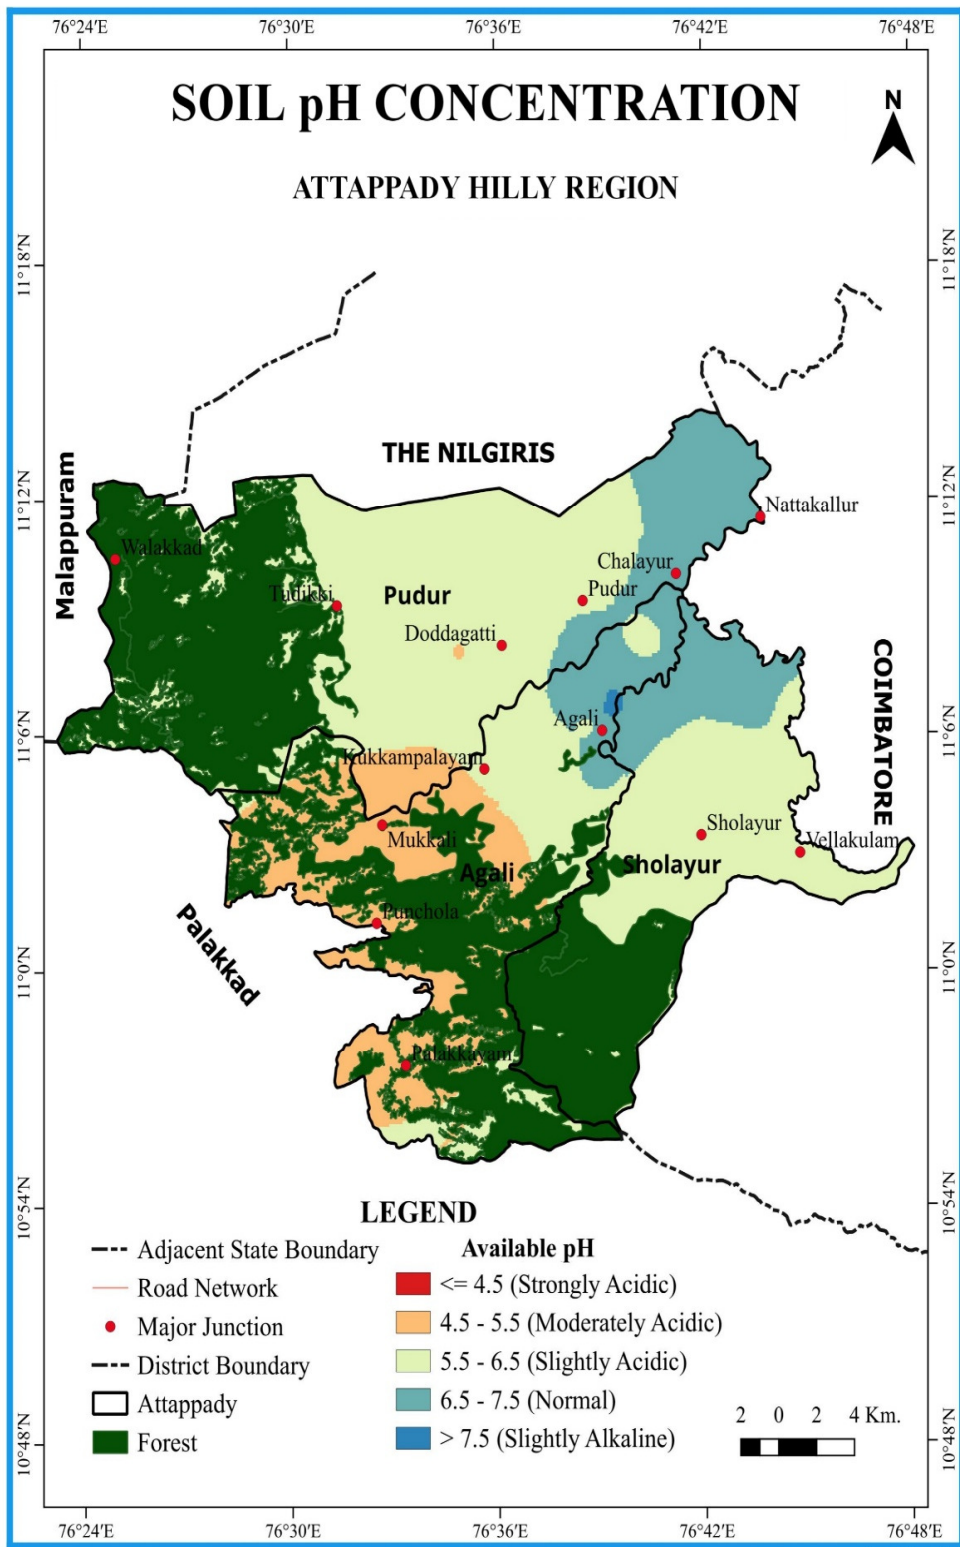 76°24'E 76°30'E 76°36'E 76°42'E 76°48'E
SOIL pH CONCENTRATION
N
ATTAPPADY HILLY REGION
11°18'N 11°18'N
THE NILGIRIS
Malappuram
11°12'N 11°12'N
Nattakallur
Walakkad
Chalayur
Tudikki
Pudur
Pudur
Doddagatti
COIMBATORE
Agali
11°6'N 11°6'N
Kukkampalayam
Mukkali
Sholayur
Vellakulam
Agali
Sholayur
Punchola
Palakkad
11°0'N 11°0'N
Palakkayam
10°54'N 10°54'N
LEGEND
Adjacent State Boundary
Road Network
Major Junction
District Boundary
Attappady
Forest
Available pH
<= 4.5 (Strongly Acidic)
4.5 - 5.5 (Moderately Acidic)
5.5 - 6.5 (Slightly Acidic)
6.5 - 7.5 (Normal)
> 7.5 (Slightly Alkaline)
2 0 2 4 Km.
10°48'N 10°48'N
76°24'E 76°30'E 76°36'E 76°42'E 76°48'E